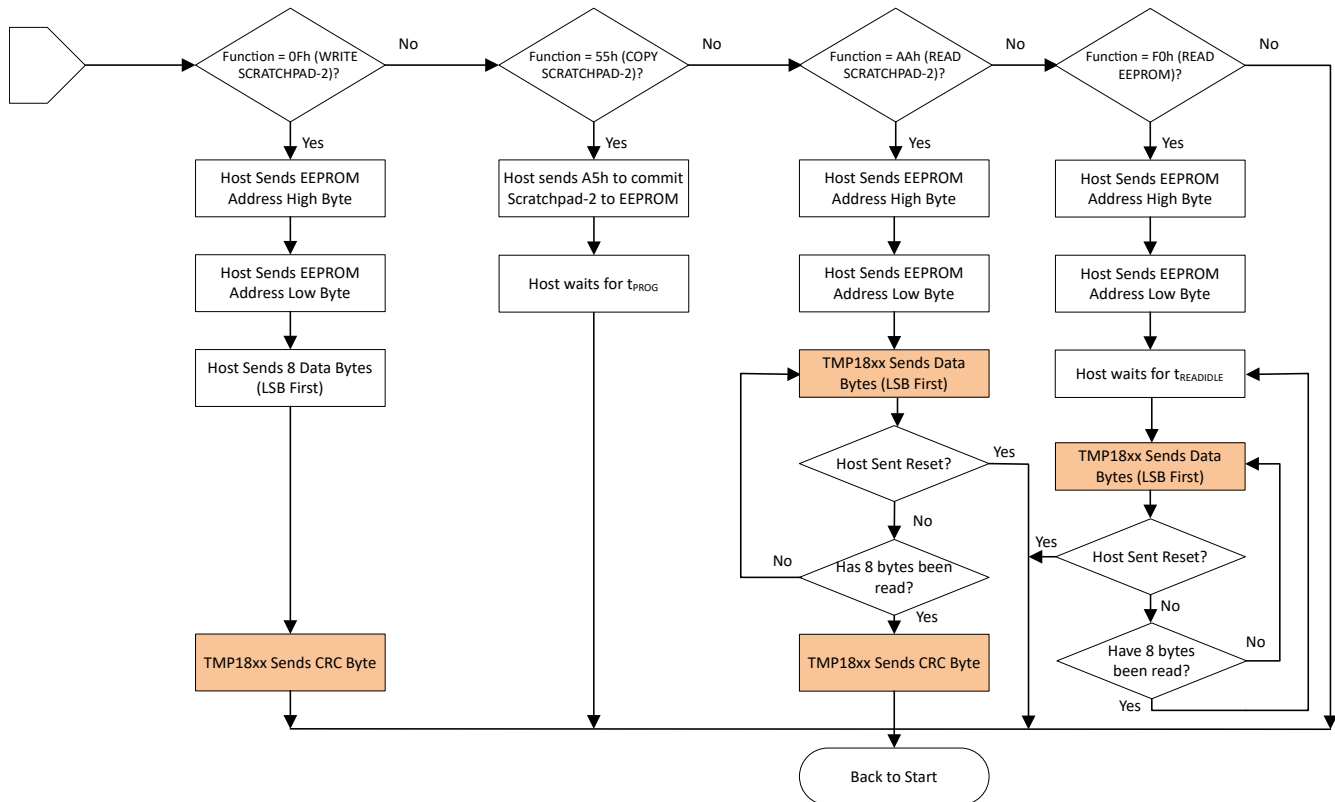 Function = 0Fh (WRITE
SCRATCHPAD-2)?
No
Function = 55h (COPY
SCRATCHPAD-2)?
No
Function = AAh (READ
SCRATCHPAD-2)?
No
Function = F0h (READ
EEPROM)?
No
Yes
Yes
Yes
Yes
Host Sends EEPROM
Address High Byte
Host sends A5h to commit
Scratchpad-2 to EEPROM
Host Sends EEPROM
Address High Byte
Host Sends EEPROM
Address High Byte
Host Sends EEPROM
Address Low Byte
Host waits for tPROG
Host Sends EEPROM
Address Low Byte
Host Sends EEPROM
Address Low Byte
Host Sends 8 Data Bytes
(LSB First)
TMP18xx Sends Data
Bytes (LSB First)
Host waits for tREADIDLE
Host Sent Reset?
Yes
TMP18xx Sends Data
Bytes (LSB First)
No
Yes
Host Sent Reset?
No
Has 8 bytes been
read?
No
Yes
Have 8 bytes
been read?
No
Yes
TMP18xx Sends CRC Byte
TMP18xx Sends CRC Byte
Back to Start